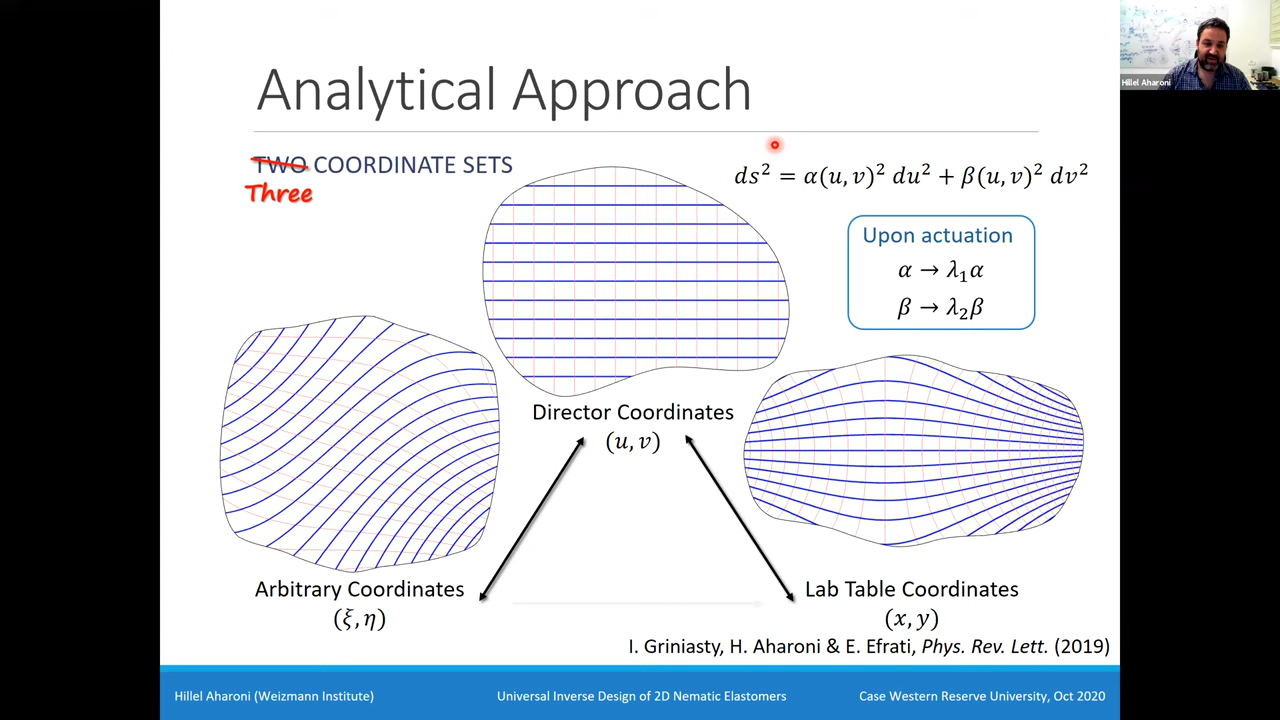 Analytical Approach
Hillel Aharoni
TWO COORDINATE SETS
Three
ds² = α(u, v)² du² + β(u, v)² dv²
Upon actuation
α → λ₁α
β → λ₂β
Director Coordinates
(u, v)
Arbitrary Coordinates
(ξ, η)
Lab Table Coordinates
(x, y)
I. Griniasty, H. Aharoni & E. Efrati, Phys. Rev. Lett. (2019)
Hillel Aharoni (Weizmann Institute)
Universal Inverse Design of 2D Nematic Elastomers
Case Western Reserve University, Oct 2020